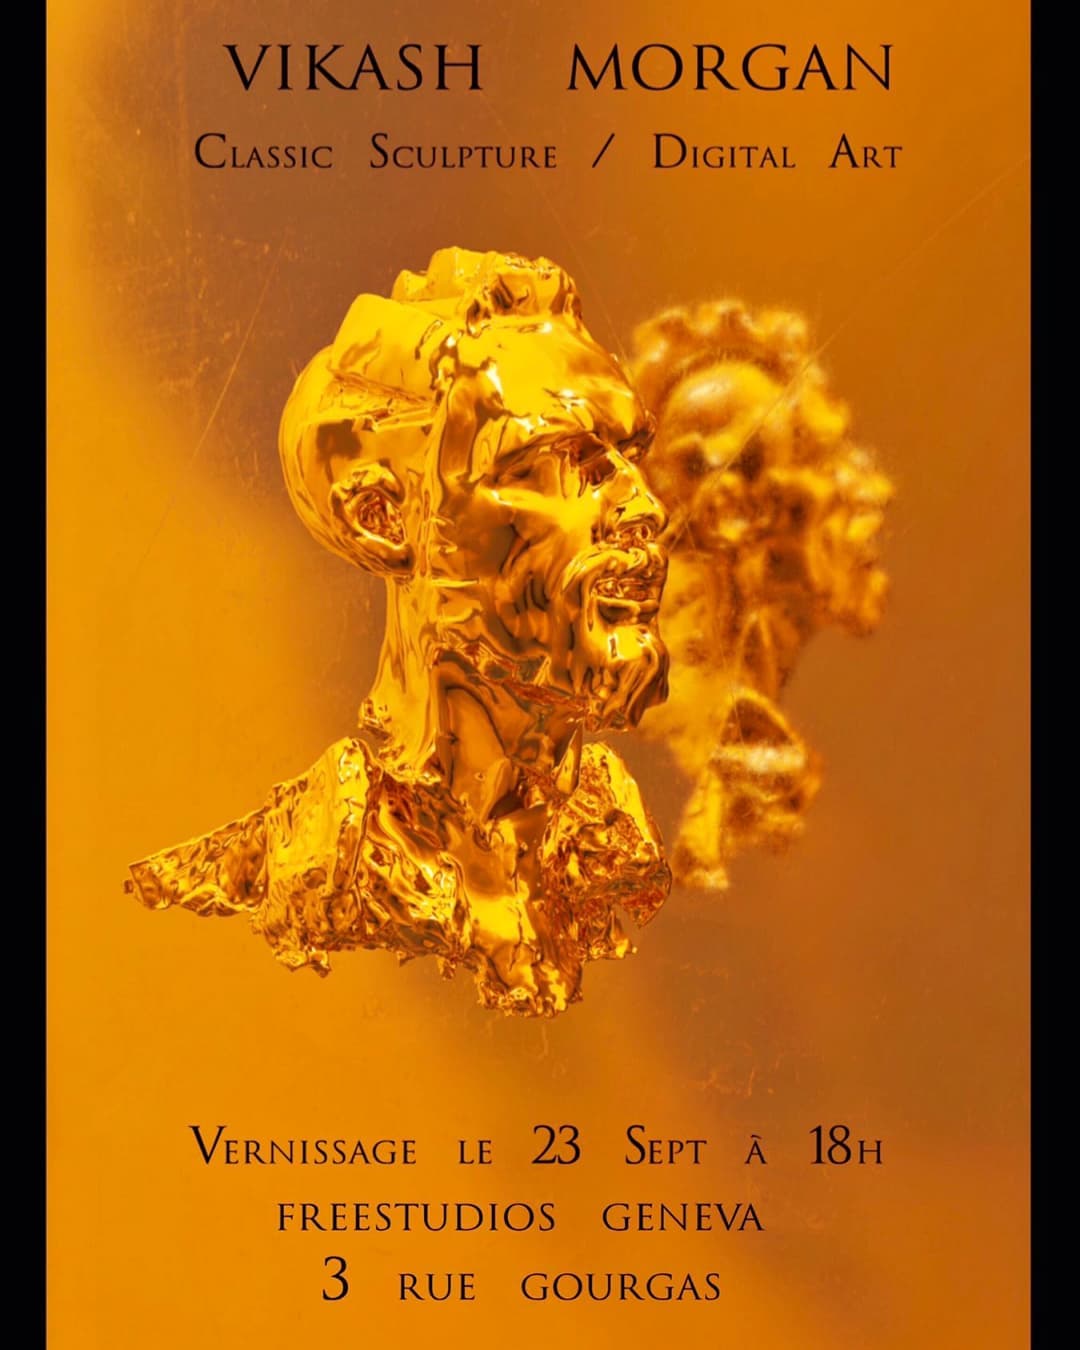 VIKASH MORGAN
CLASSIC SCULPTURE / DIGITAL ART
VERNISSAGE LE 23 SEPT À 18H
FREESTUDIOS GENEVA
3 RUE GOURGAS